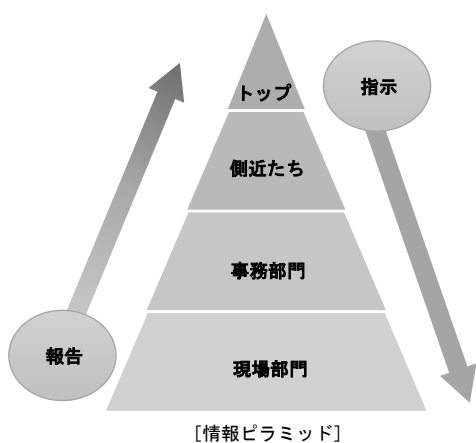 トップ
指示
側近たち
事務部門
報告
現場部門
［情報ピラミッド］